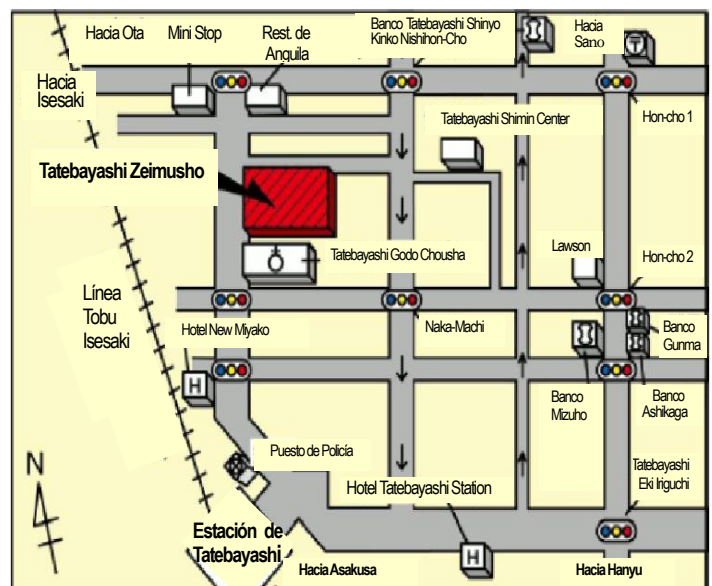 Hacia Ota
Mini Stop
Rest. de
Anguila
Banco Tatebayashi Shinyo
Kinko Nishihon-Cho
Hacia
Sano
Hacia
Isesaki
Hon-cho 1
Tatebayashi Shimin Center
Tatebayashi Zeimusho
Tatebayashi Godo Chousha
Lawson
Hon-cho 2
Línea
Tobu
Isesaki
Hotel New Miyako
Naka-Machi
Banco
Gunma
H
Banco
Mizuho
Banco
Ashikaga
Puesto de Policía
Tatebayashi
Eki Iriguchi
N
Hotel Tatebayashi Station
Estación de
Tatebayashi
H
Hacia Asakusa
Hacia Hanyu